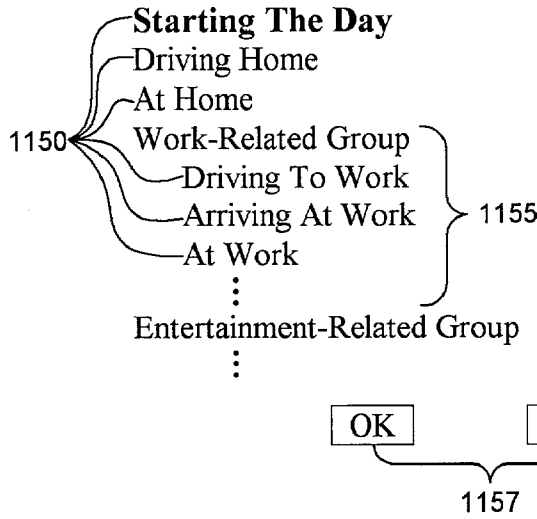 Starting The Day
Driving Home
At Home
1150
Work-Related Group
Driving To Work
Arriving At Work
1155
At Work
Entertainment-Related Group
OK
1157